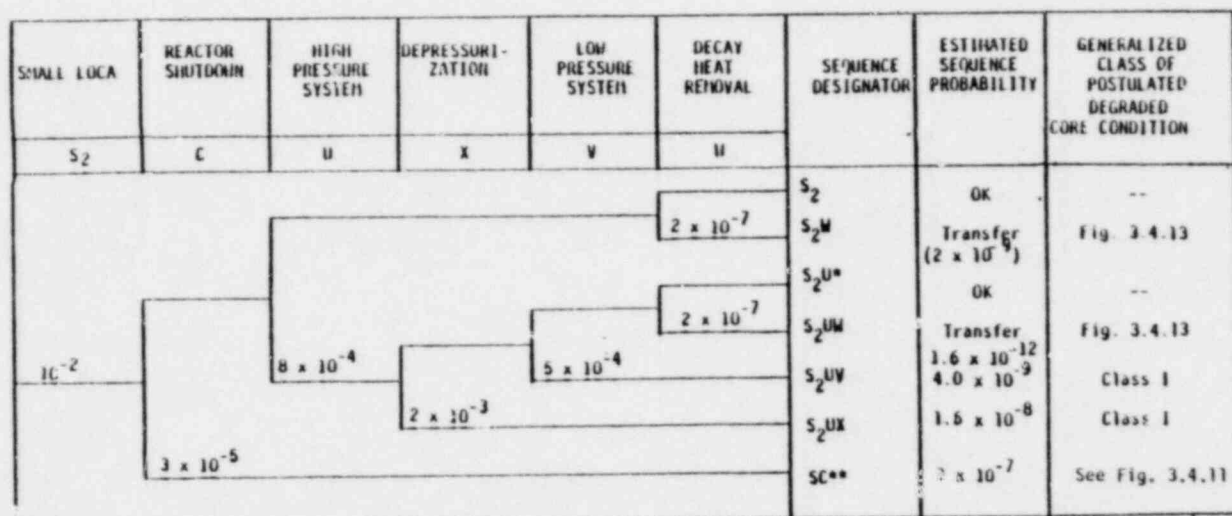 SMALL LOCA
REACTOR SHUTDOWN
HIGH PRESSURE SYSTEM
DEPRESSURI-ZATION
LOW PRESSURE SYSTEM
DECAY HEAT REMOVAL
SEQUENCE DESIGNATOR
ESTIMATED SEQUENCE PROBABILITY
GENERALIZED CLASS OF POSTULATED DEGRADED CORE CONDITION
S2 C U X V W
S2 OK --
2 x 10^-7 S2W Transfer Fig. 3.4.13
(2 x 10^-9)
S2U* OK --
2 x 10^-7 S2UW Transfer Fig. 3.4.13
1.6 x 10^-12
10^-2 8 x 10^-4 5 x 10^-4 S2UV 4.0 x 10^-9 Class I
2 x 10^-3 S2UX 1.6 x 10^-8 Class I
3 x 10^-5 SC** x 10^-7 See Fig. 3.4.11